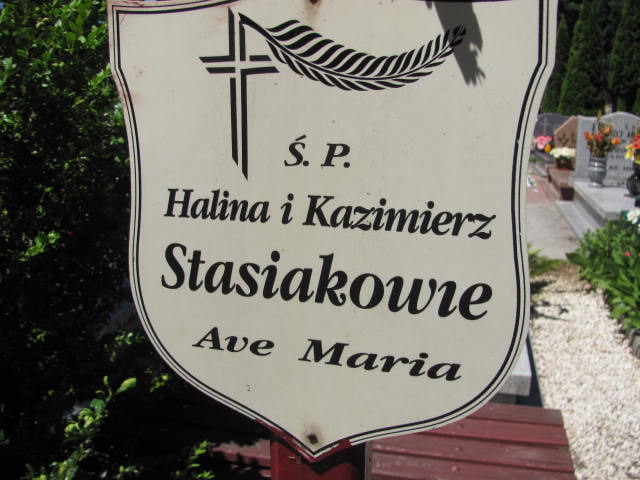 Ś. P.
Halina i Kazimierz
Stasiakowie
Ave Maria